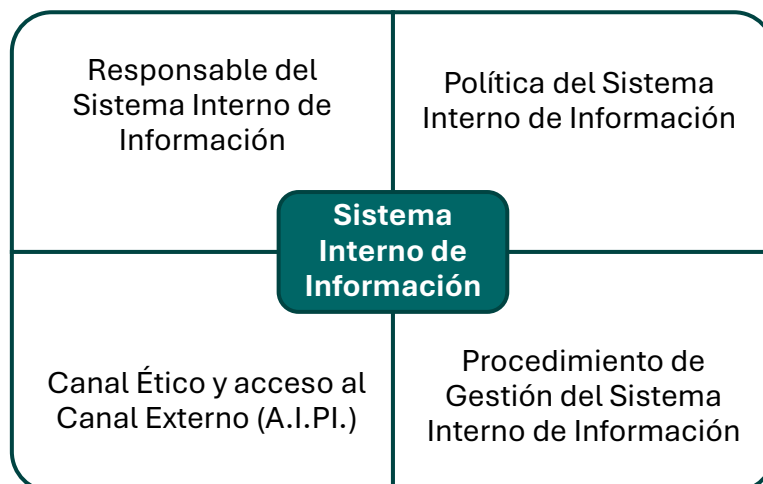 Responsable del
Sistema Interno de
Información
Política del Sistema
Interno de Información
Sistema
Interno de
Información
Canal Ético y acceso al
Canal Externo (A.I.PI.)
Procedimiento de
Gestión del Sistema
Interno de Información